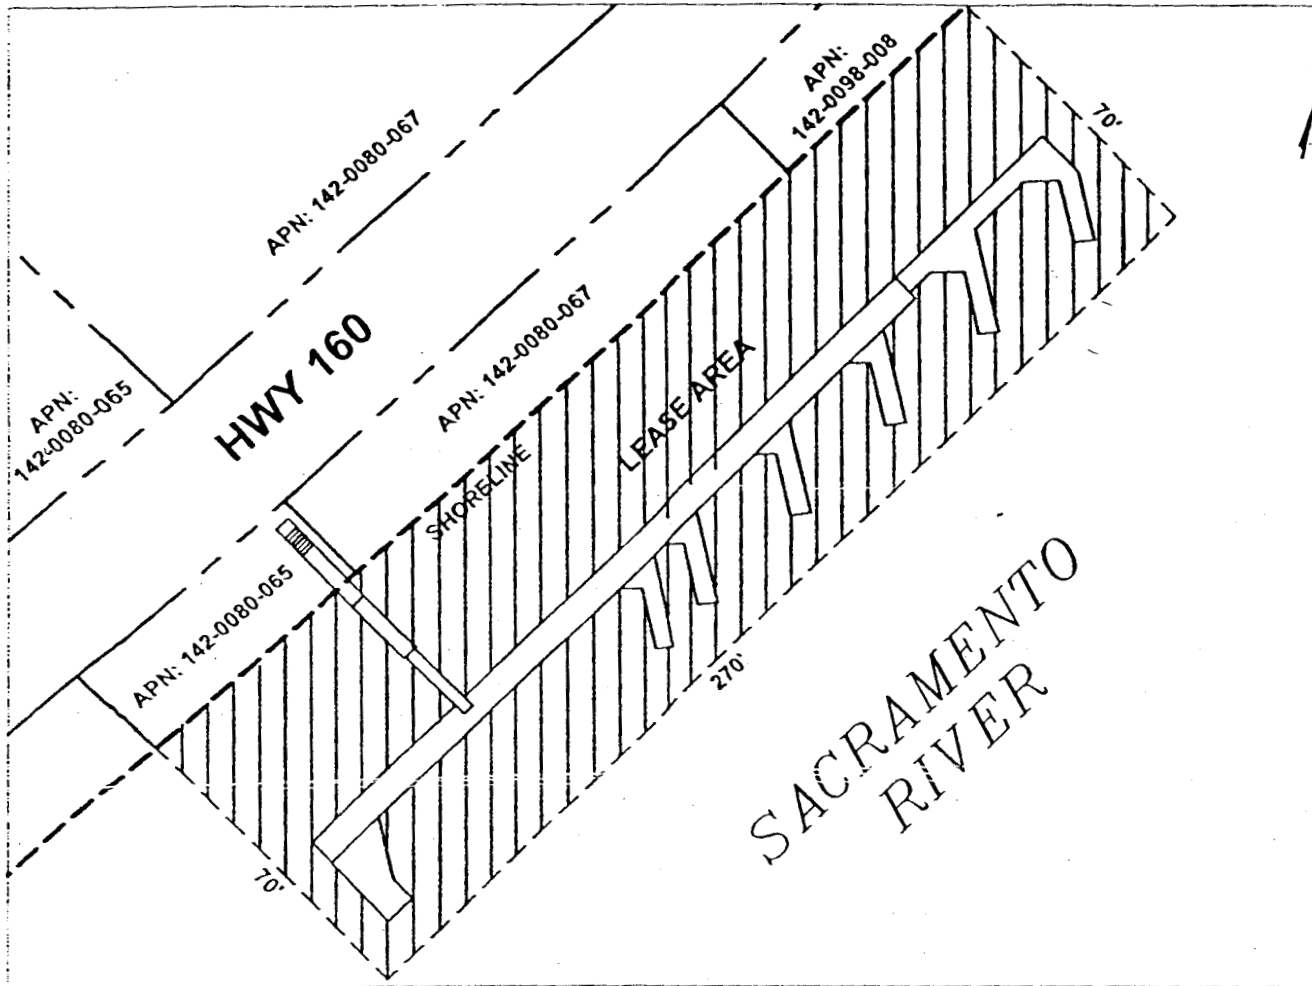 APN:
142-0098-008
70'
APN: 142-0080-067
HWY 160
APN: 142-0080-067
APN:
142-0080-065
LEASE AREA
SHORELINE
APN: 142-0080-065
270'
SACRAMENTO
RIVER
70'